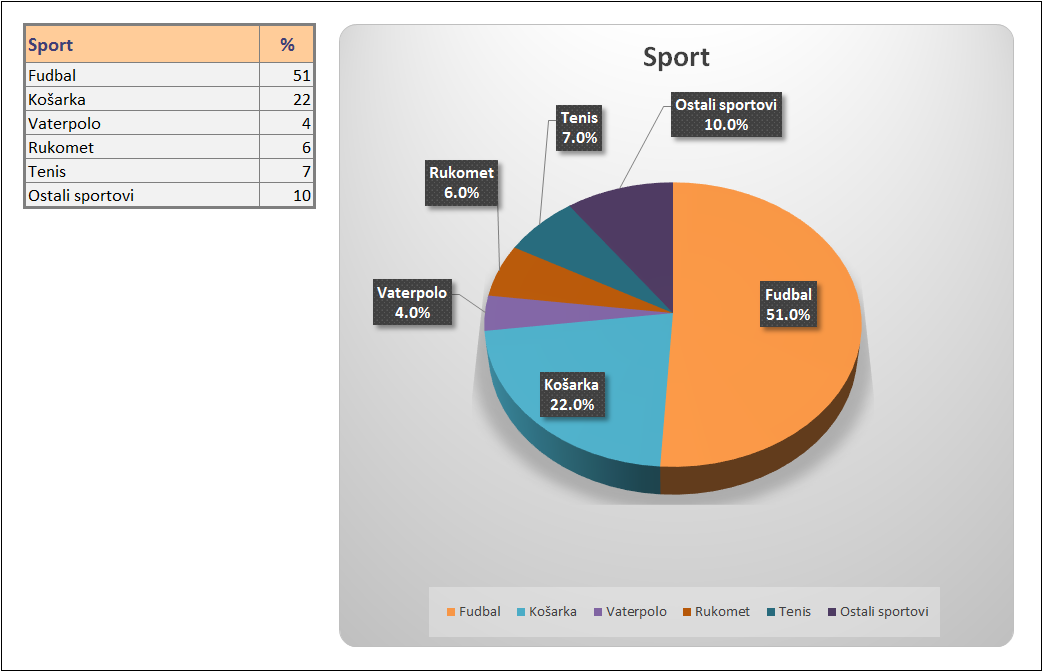 Sport %
Fudbal 51
Košarka 22
Vaterpolo 4
Rukomet 6
Tenis 7
Ostali sportovi 10
Sport
Ostali sportovi
10.0%
Tenis
7.0%
Rukomet
6.0%
Vaterpolo
4.0%
Fudbal
51.0%
Košarka
22.0%
Fudbal Košarka Vaterpolo Rukomet Tenis Ostali sportovi